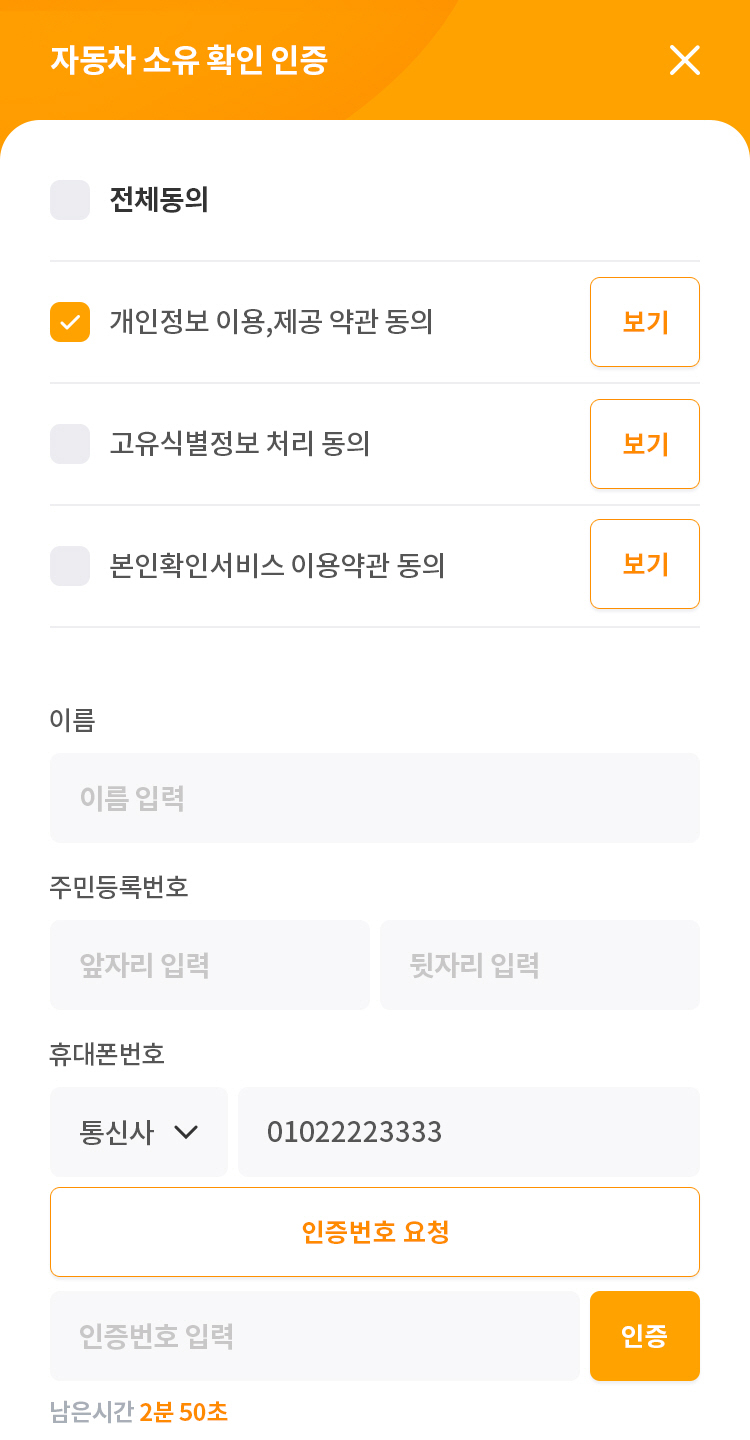 자동차 소유 확인 인증
전체동의
개인정보 이용,제공 약관 동의
보기
고유식별정보 처리 동의
보기
본인확인서비스 이용약관 동의
보기
이름
이름 입력
주민등록번호
앞자리 입력
뒷자리 입력
휴대폰번호
통신사
01022223333
인증번호 요청
인증번호 입력
인증
남은시간 2분 50초